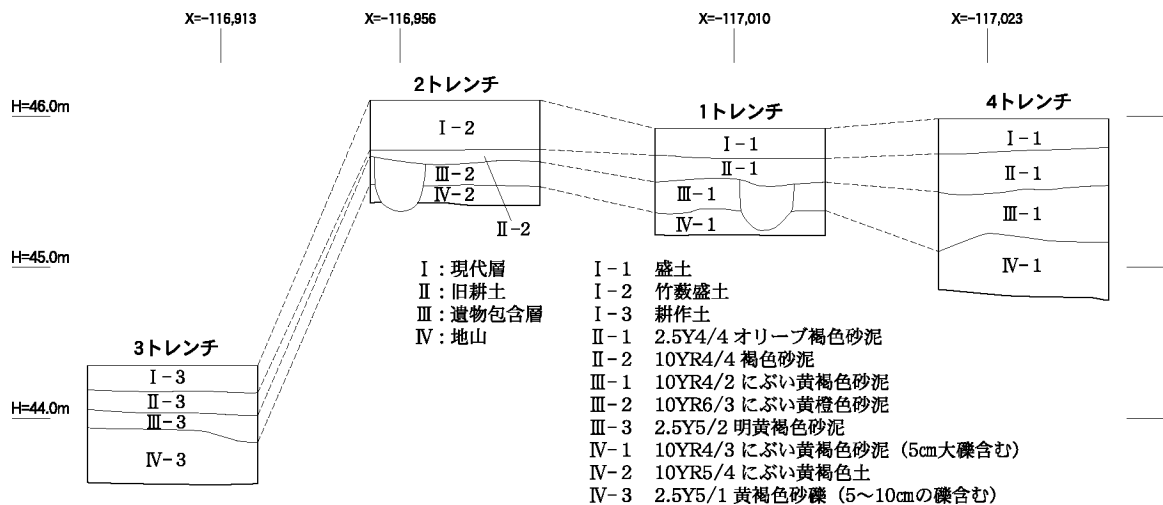 X=-116,913
X=-116,956
X=-117,010
X=-117,023
H=46.0m
H=45.0m
H=44.0m
2トレンチ
Ⅰ-2
Ⅲ-2
Ⅳ-2
Ⅱ-2
1トレンチ
Ⅰ-1
Ⅱ-1
Ⅲ-1
Ⅳ-1
4トレンチ
Ⅰ-1
Ⅱ-1
Ⅲ-1
Ⅳ-1
3トレンチ
Ⅰ-3
Ⅱ-3
Ⅲ-3
Ⅳ-3
Ⅰ:現代層
Ⅱ:旧耕土
Ⅲ:遺物包含層
Ⅳ:地山
Ⅰ-1 盛土
Ⅰ-2 竹薮盛土
Ⅰ-3 耕作土
Ⅱ-1 2.5Y4/4 オリーブ褐色砂泥
Ⅱ-2 10YR4/4 褐色砂泥
Ⅲ-1 10YR4/2 にぶい黄褐色砂泥
Ⅲ-2 10YR6/3 にぶい黄橙色砂泥
Ⅲ-3 2.5Y5/2 明黄褐色砂泥
Ⅳ-1 10YR4/3 にぶい黄褐色砂泥(5㎝大礫含む)
Ⅳ-2 10YR5/4 にぶい黄褐色土
Ⅳ-3 2.5Y5/1 黄褐色砂礫(5~10㎝の礫含む)